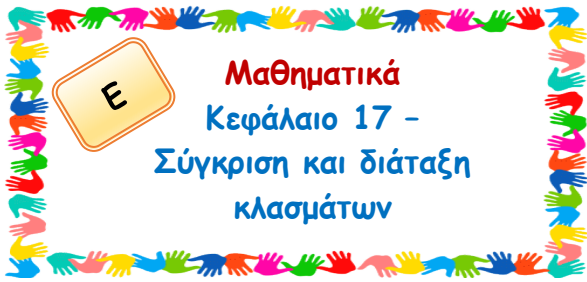 Ε
Μαθηματικά
Κεφάλαιο 17 –
Σύγκριση και διάταξη
κλασμάτων